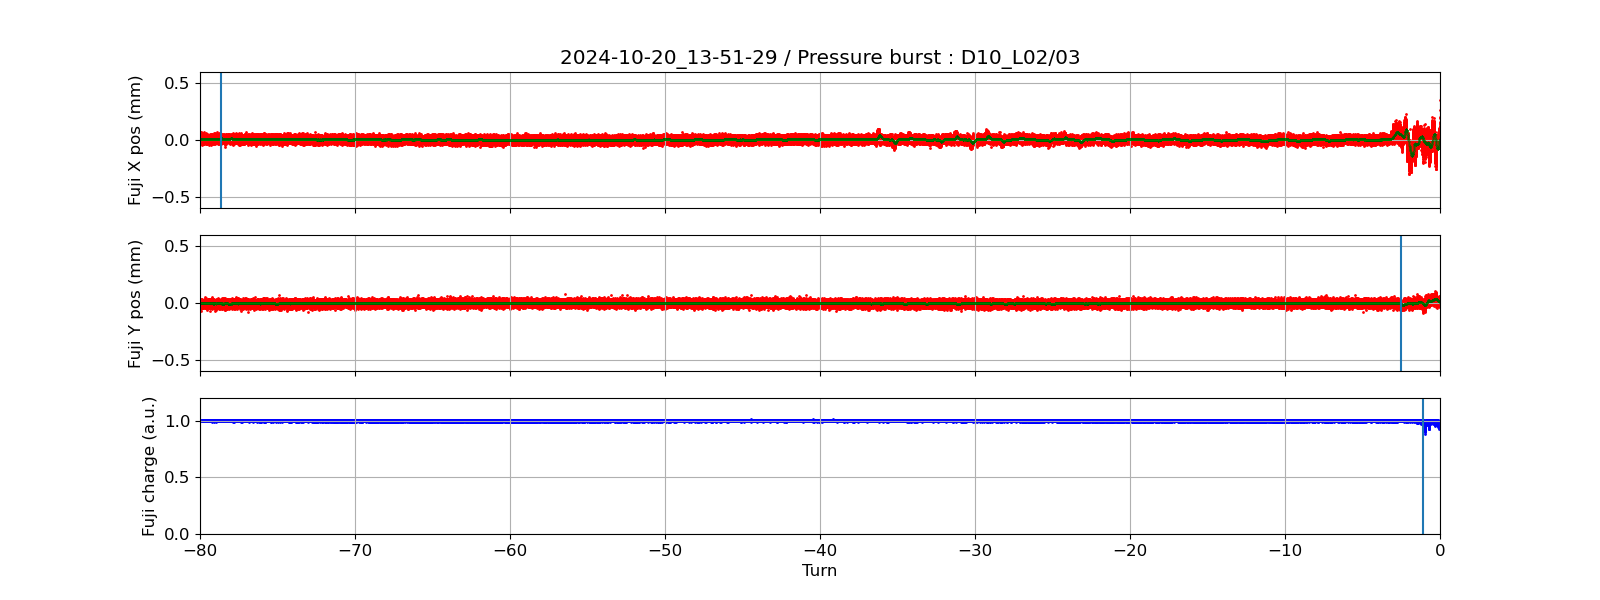 2024-10-20_13-51-29 / Pressure burst : D10_L02/03
Fuji X pos (mm)
0.5
0.0
−0.5
Fuji Y pos (mm)
0.5
0.0
−0.5
Fuji charge (a.u.)
1.0
0.5
0.0
−80 −70 −60 −50 −40 −30 −20 −10 0
Turn